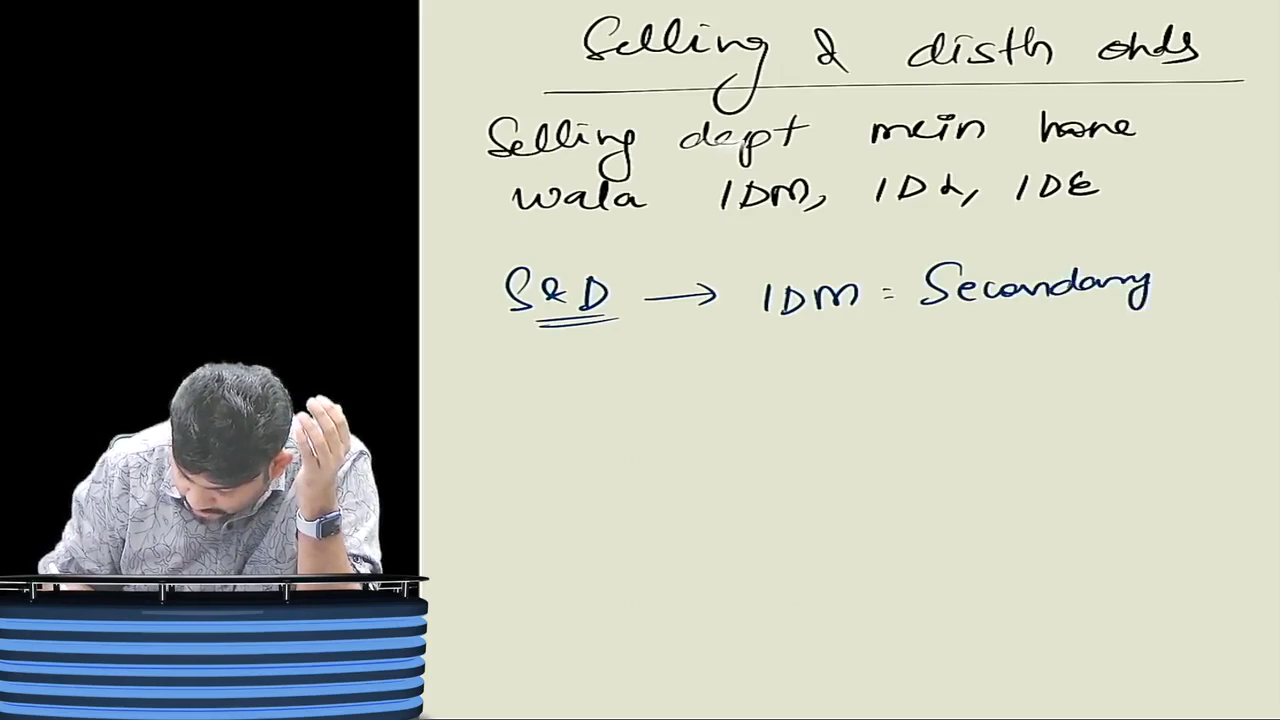 Selling & distn ohds
Selling dept mein hone
wala IDM, IDL, IDE
S&D → IDM = Secondary